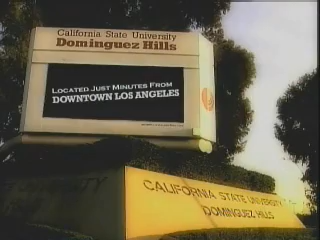 California State University
Dominguez Hills
LOCATED JUST MINUTES FROM
DOWNTOWN LOS ANGELES
CALIFORNIA STATE UNIVERSITY
DOMINGUEZ HILLS